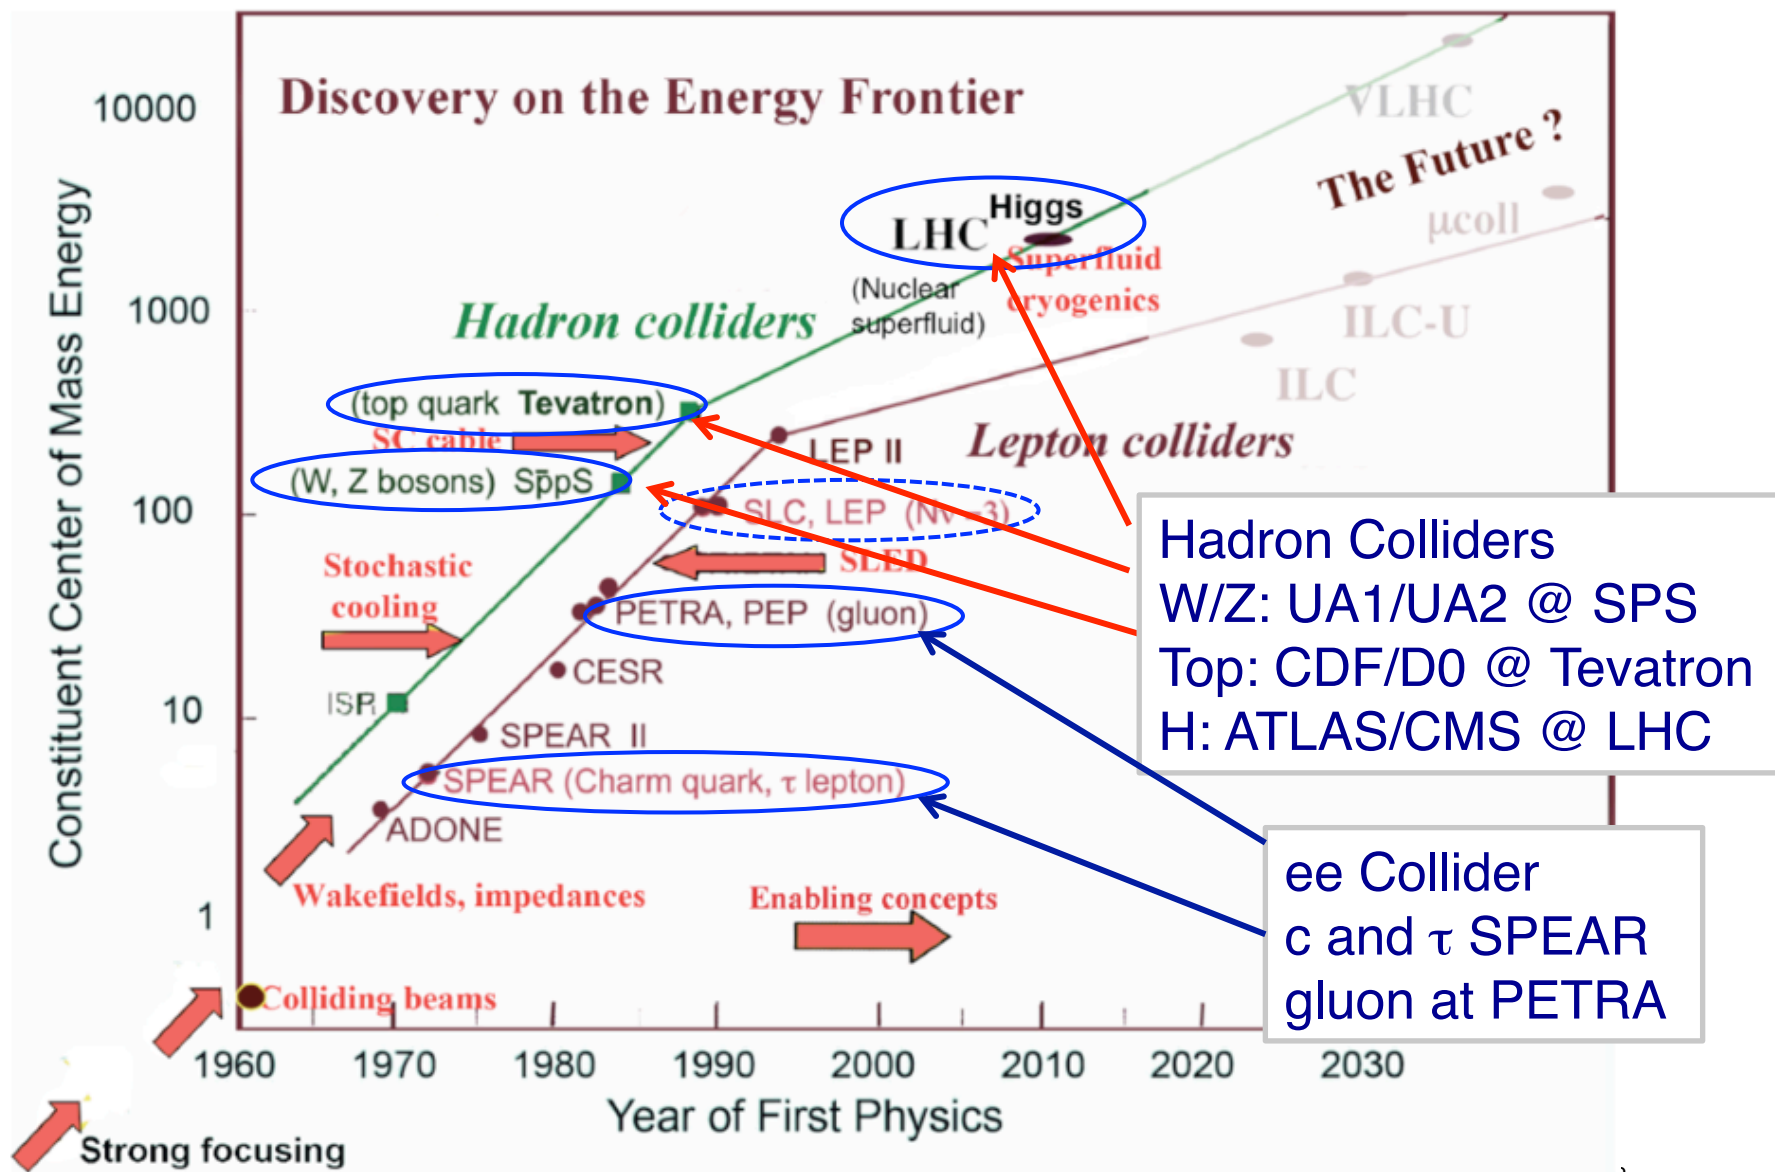 Discovery on the Energy Frontier
10000
1000
100
10
1
Constituent Center of Mass Energy
VLHC
The Future ?
μcoll
ILC-U
ILC
LHC
Higgs
Superfluid
cryogenics
(Nuclear
superfluid)
Hadron colliders
(top quark Tevatron)
SC cable
(W, Z bosons) Sp̄pS
LEP II
Lepton colliders
SLC, LEP (Nν=3)
SLED
Stochastic
cooling
PETRA, PEP (gluon)
CESR
ISR
SPEAR II
SPEAR (Charm quark, τ lepton)
ADONE
Wakefields, impedances
Enabling concepts
Colliding beams
Strong focusing
Hadron Colliders
W/Z: UA1/UA2 @ SPS
Top: CDF/D0 @ Tevatron
H: ATLAS/CMS @ LHC
ee Collider
c and τ SPEAR
gluon at PETRA
1960 1970 1980 1990 2000 2010 2020 2030
Year of First Physics